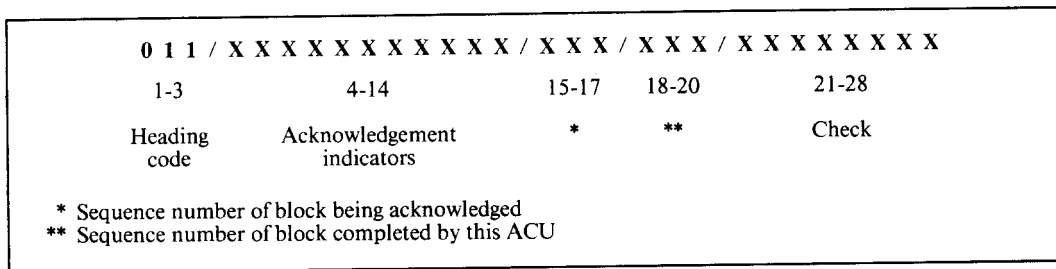 0 1 1 / X X X X X X X X X X X / X X X / X X X / X X X X X X X X
1-3 4-14 15-17 18-20 21-28
Heading code Acknowledgement indicators * ** Check
* Sequence number of block being acknowledged
** Sequence number of block completed by this ACU